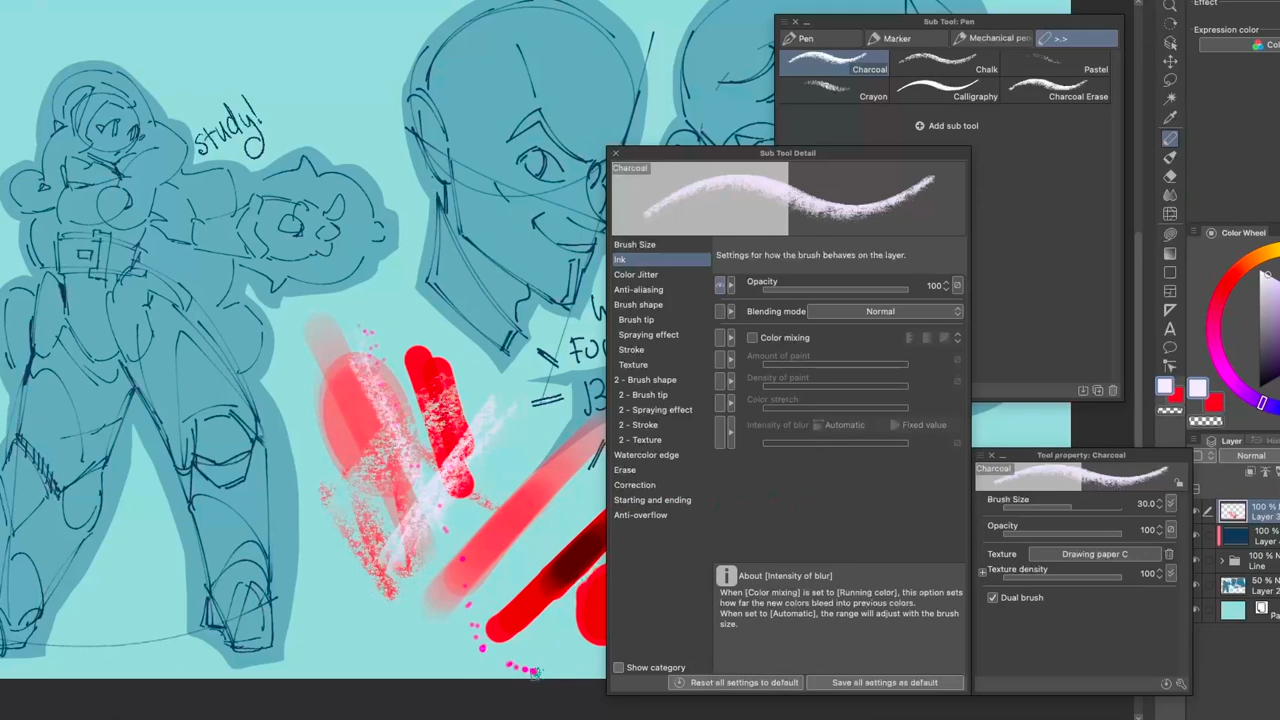 Effect
Sub Tool: Pen
Expression color
Pen
Marker
Mechanical pen
>.>
Charcoal
Chalk
Pastel
Crayon
Calligraphy
Charcoal Erase
Add sub tool
study!
Sub Tool Detail
Charcoal
Brush Size
Ink
Color Jitter
Anti-aliasing
Brush shape
Brush tip
Spraying effect
Stroke
Texture
2 - Brush shape
2 - Brush tip
2 - Spraying effect
2 - Stroke
2 - Texture
Watercolor edge
Erase
Correction
Starting and ending
Anti-overflow
Settings for how the brush behaves on the layer.
Opacity
100
Blending mode
Normal
Color mixing
Amount of paint
Density of paint
Color stretch
Intensity of blur
Automatic
Fixed value
About [Intensity of blur]
When [Color mixing] is set to [Running color], this option sets
how far the new colors bleed into previous colors.
When set to [Automatic], the range will adjust with the brush
size.
Show category
Reset all settings to default
Save all settings as default
Color Wheel
Layer
Normal
Tool property: Charcoal
Charcoal
Brush Size
30.0
Opacity
100
Texture
Drawing paper C
Texture density
100
Dual brush
100 % N
Layer 3
100 %
Layer
100 % N
Line
50 % N
Layer 2